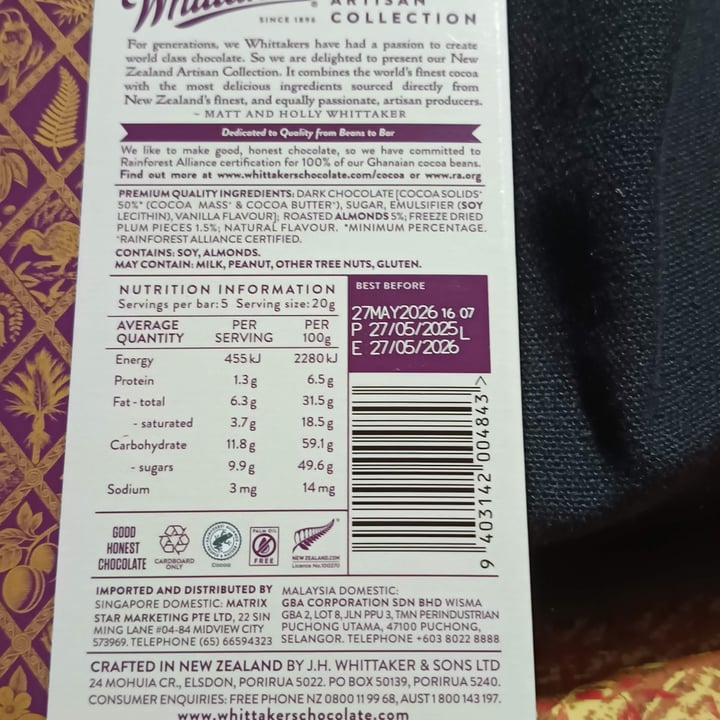 Whittaker's® ARTISAN
SINCE 1896 COLLECTION
For generations, we Whittakers have had a passion to create
world class chocolate. So we are delighted to present our New
Zealand Artisan Collection. It combines the world's finest cocoa
with the most delicious ingredients sourced directly from
New Zealand's finest, and equally passionate, artisan producers.
~ MATT AND HOLLY WHITTAKER
Dedicated to Quality from Beans to Bar
We like to make good, honest chocolate, so we have committed to
Rainforest Alliance certification for 100% of our Ghanaian cocoa beans.
Find out more at www.whittakerschocolate.com/cocoa or www.ra.org
PREMIUM QUALITY INGREDIENTS: DARK CHOCOLATE [COCOA SOLIDS
50%* (COCOA MASS^ & COCOA BUTTER^), SUGAR, EMULSIFIER (SOY
LECITHIN), VANILLA FLAVOUR]; ROASTED ALMONDS 5%; FREEZE DRIED
PLUM PIECES 1.5%; NATURAL FLAVOUR. *MINIMUM PERCENTAGE.
^RAINFOREST ALLIANCE CERTIFIED.
CONTAINS: SOY, ALMONDS.
MAY CONTAIN: MILK, PEANUT, OTHER TREE NUTS, GLUTEN.
NUTRITION INFORMATION
Servings per bar: 5 Serving size: 20g
AVERAGE QUANTITY PER SERVING PER 100g
Energy 455 kJ 2280 kJ
Protein 1.3 g 6.5 g
Fat - total 6.3 g 31.5 g
- saturated 3.7 g 18.5 g
Carbohydrate 11.8 g 59.1 g
- sugars 9.9 g 49.6 g
Sodium 3 mg 14 mg
BEST BEFORE
27MAY2026 16 07
P 27/05/2025 L
E 27/05/2026
9 403142 004843 >
GOOD HONEST CHOCOLATE
CARDBOARD ONLY
Cocoa
PALM OIL FREE
NEWZEALAND.COM
Licence No.100270
IMPORTED AND DISTRIBUTED BY
SINGAPORE DOMESTIC: MATRIX
STAR MARKETING PTE LTD, 22 SIN
MING LANE #04-84 MIDVIEW CITY
573969. TELEPHONE (65) 66594323
MALAYSIA DOMESTIC:
GBA CORPORATION SDN BHD WISMA
GBA 2, LOT 8, JLN PPU 3, TMN PERINDUSTRIAN
PUCHONG UTAMA, 47100 PUCHONG,
SELANGOR. TELEPHONE +603 8022 8888
CRAFTED IN NEW ZEALAND BY J.H. WHITTAKER & SONS LTD
24 MOHUIA CR., ELSDON, PORIRUA 5022. PO BOX 50139, PORIRUA 5240.
CONSUMER ENQUIRIES: FREE PHONE NZ 0800 11 99 68, AUST 1 800 143 197.
www.whittakerschocolate.com